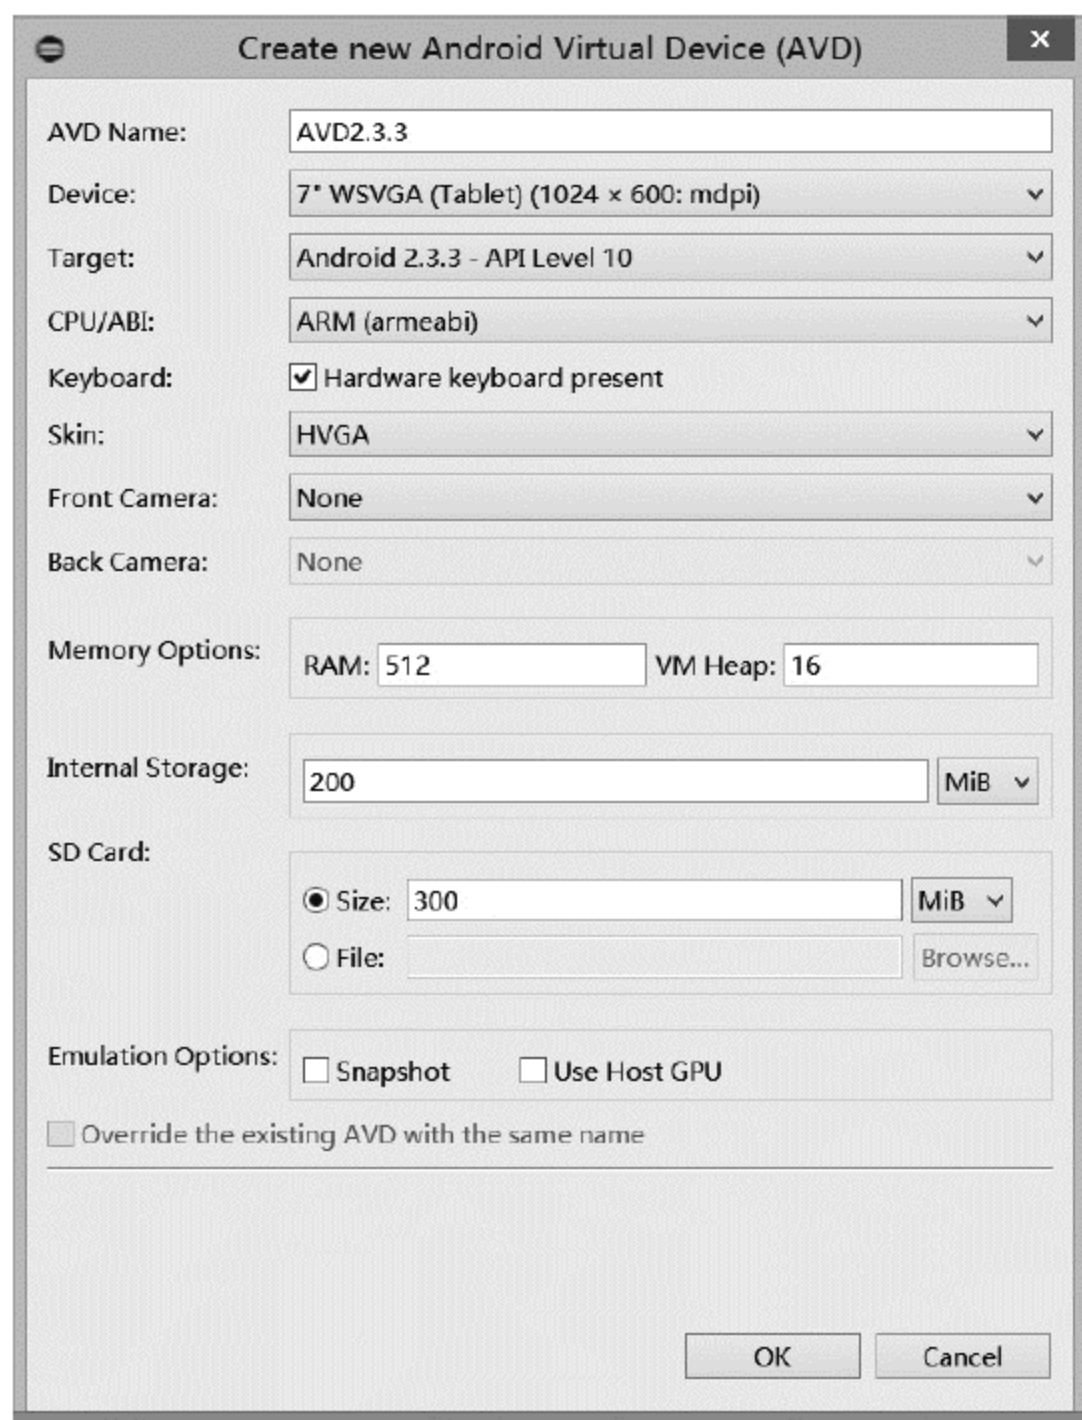 Create new Android Virtual Device (AVD)
AVD Name: AVD2.3.3
Device: 7" WSVGA (Tablet) (1024 × 600: mdpi)
Target: Android 2.3.3 - API Level 10
CPU/ABI: ARM (armeabi)
Keyboard: Hardware keyboard present
Skin: HVGA
Front Camera: None
Back Camera: None
Memory Options: RAM: 512 VM Heap: 16
Internal Storage: 200 MiB
SD Card:
Size: 300 MiB
File: Browse...
Emulation Options: Snapshot Use Host GPU
Override the existing AVD with the same name
OK Cancel